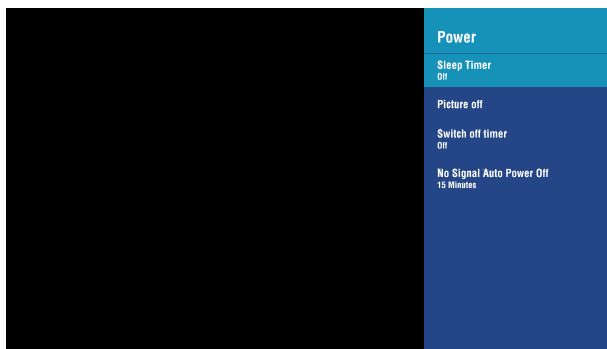 Power
Sleep Timer
Off
Picture off
Switch off timer
Off
No Signal Auto Power Off
15 Minutes